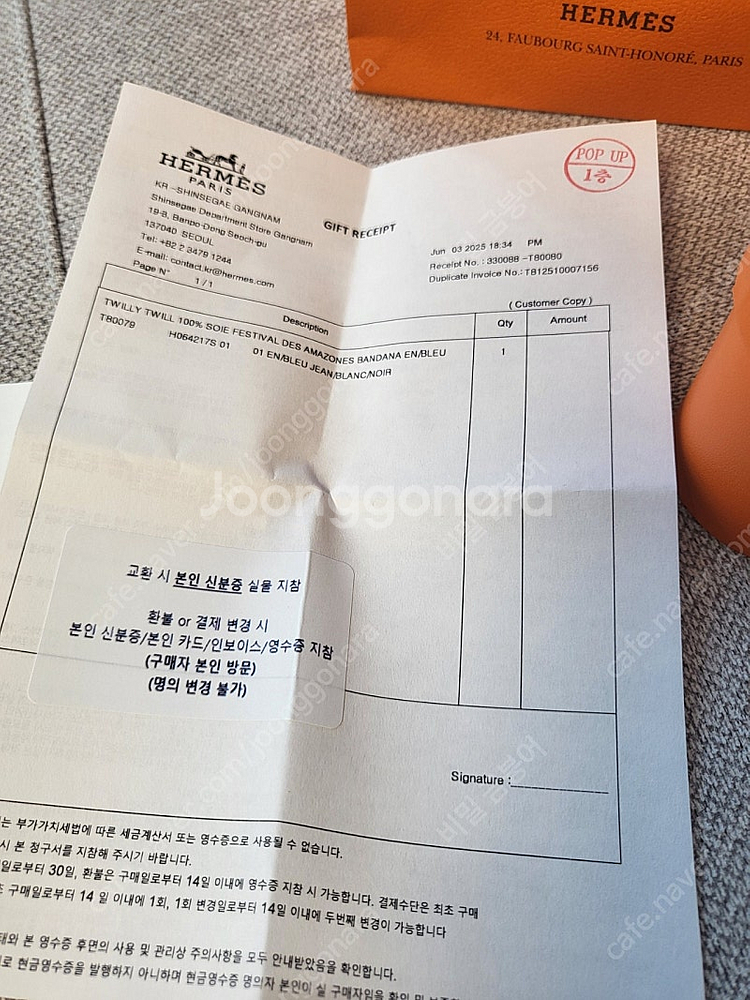 HERMÈS
24, FAUBOURG SAINT-HONORÉ, PARIS
HERMÈS
PARIS
POP UP
1층
KR-SHINSEGAE GANGNAM
Shinsegae Department Store Gangnam
19-8, Banpo-Dong Seoch-gu
137040 SEOUL
Tel: +82 2 3479 1244
E-mail: contact.kr@hermes.com
Page N° 1/1
GIFT RECEIPT
Jun 03 2025 18:34 PM
Receipt No. : 330088 -T80080
Duplicate Invoice No.: T812510007156
( Customer Copy )
Description Qty Amount
TWILLY TWILL 100% SOIE FESTIVAL DES AMAZONES BANDANA EN/BLEU 1
T80079 H064217S 01 01 EN/BLEU JEAN/BLANC/NOIR
Joonggonara
교환 시 본인 신분증 실물 지참
환불 or 결제 변경 시
본인 신분증/본인 카드/인보이스/영수증 지참
(구매자 본인 방문)
(명의 변경 불가)
Signature :
는 부가가치세법에 따른 세금계산서 또는 영수증으로 사용될 수 없습니다.
시 본 청구서를 지참해 주시기 바랍니다.
일로부터 30일, 환불은 구매일로부터 14일 이내에 영수증 지참 시 가능합니다. 결제수단은 최초 구매
구매일로부터 14 일 이내에 1회, 1회 변경일로부터 14일 이내에 두번째 변경이 가능합니다
태와 본 영수증 후면의 사용 및 관리상 주의사항을 모두 안내받았음을 확인합니다.
로 현금영수증을 발행하지 아니하며 현금영수증 명의자 본인이 실 구매자임을 확인 및